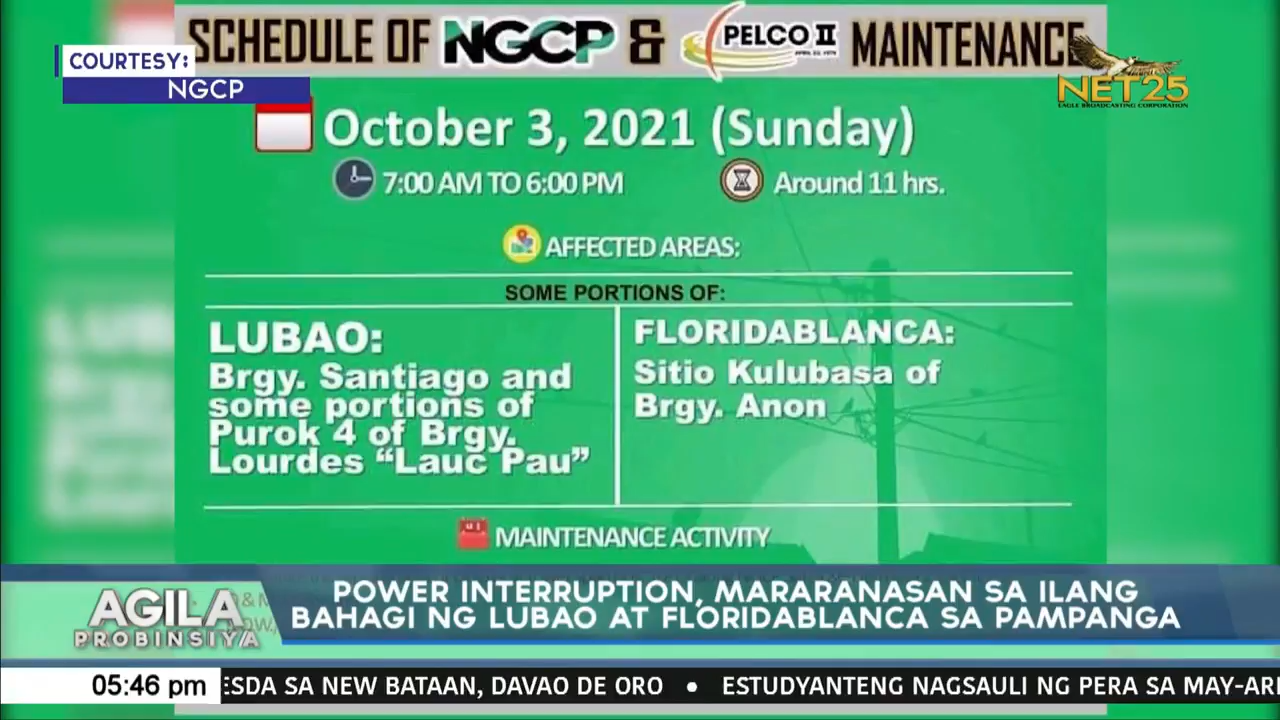 SCHEDULE OF NGCP & PELCO II MAINTENANCE
COURTESY:
NGCP
NET25
EAGLE BROADCASTING CORPORATION
October 3, 2021 (Sunday)
7:00 AM TO 6:00 PM
Around 11 hrs.
AFFECTED AREAS:
SOME PORTIONS OF:
LUBAO:
Brgy. Santiago and
some portions of
Purok 4 of Brgy.
Lourdes “Lauc Pau”
FLORIDABLANCA:
Sitio Kulubasa of
Brgy. Anon
MAINTENANCE ACTIVITY
AGILA
PROBINSIYA
POWER INTERRUPTION, MARARANASAN SA ILANG
BAHAGI NG LUBAO AT FLORIDABLANCA SA PAMPANGA
05:46 pm
ESDA SA NEW BATAAN, DAVAO DE ORO • ESTUDYANTENG NAGSAULI NG PERA SA MAY-ARI